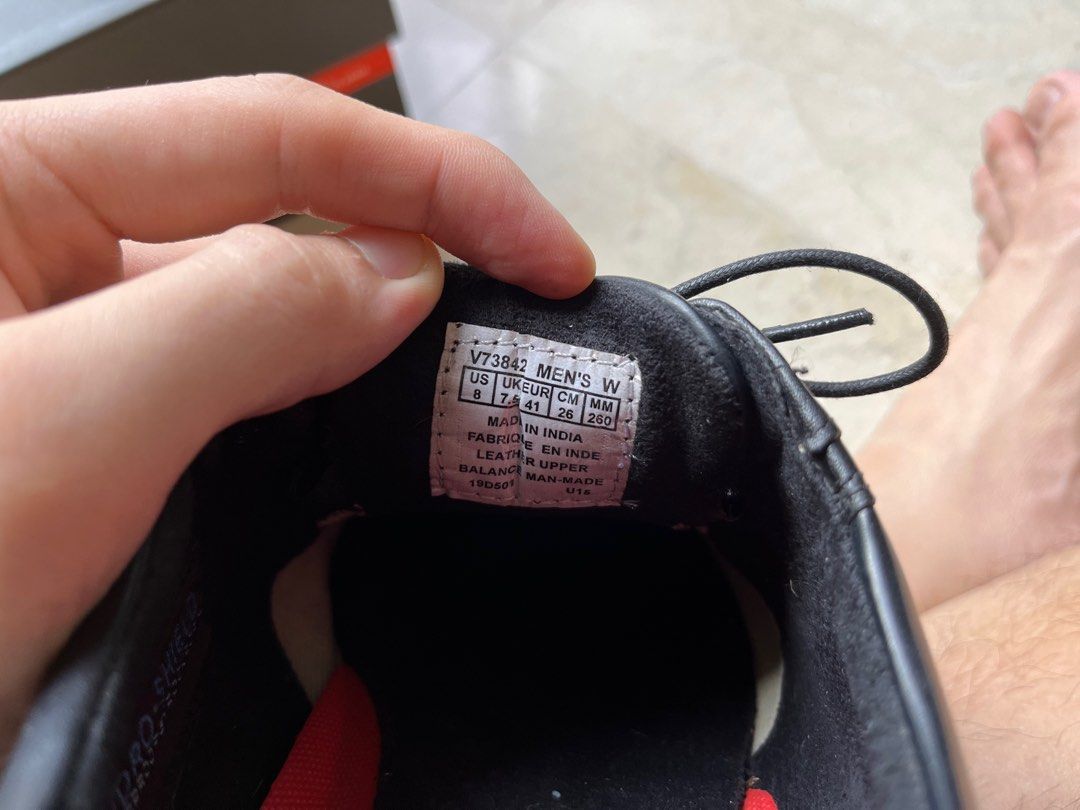 V73842 MEN'S W
US UK EUR CM MM
8 7.5 41 26 260
MADE IN INDIA
FABRIQUE EN INDE
LEATHER UPPER
BALANCE MAN-MADE
19D501 U15